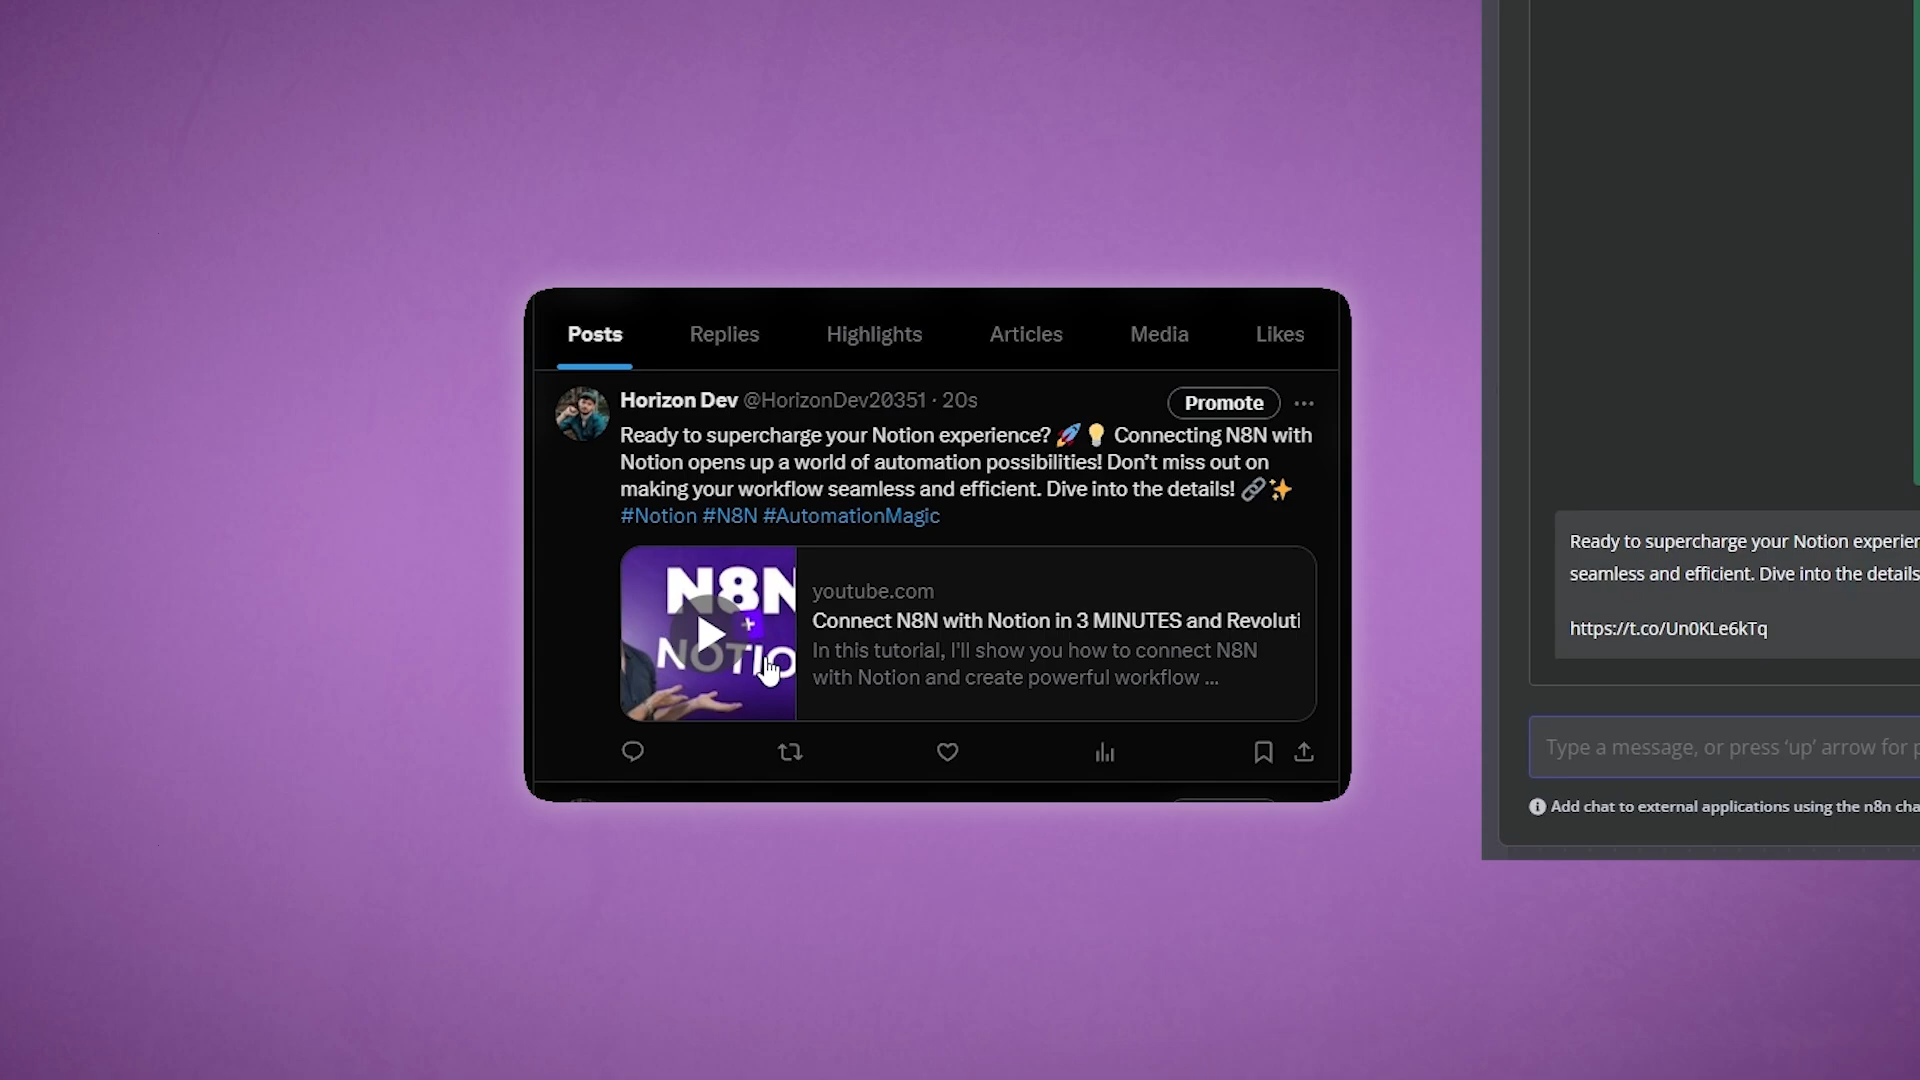 Posts Replies Highlights Articles Media Likes
Horizon Dev @HorizonDev20351 · 20s Promote
Ready to supercharge your Notion experience? 🚀💡 Connecting N8N with
Notion opens up a world of automation possibilities! Don’t miss out on
making your workflow seamless and efficient. Dive into the details! 🔗✨
#Notion #N8N #AutomationMagic
N8N
+
NOTIO
youtube.com
Connect N8N with Notion in 3 MINUTES and Revoluti
In this tutorial, I'll show you how to connect N8N
with Notion and create powerful workflow ...
Ready to supercharge your Notion experien
seamless and efficient. Dive into the details
https://t.co/Un0KLe6kTq
Type a message, or press ‘up’ arrow for p
Add chat to external applications using the n8n cha